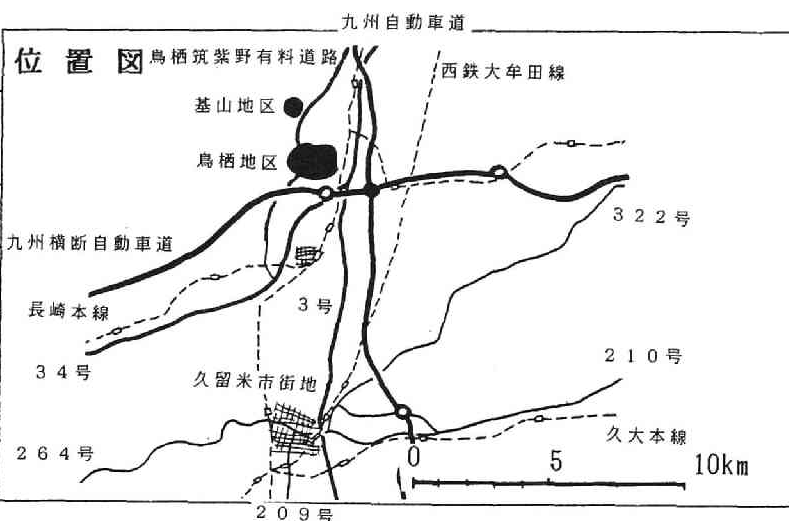 九州自動車道
位置図
鳥栖筑紫野有料道路
西鉄大牟田線
基山地区
鳥栖地区
322号
九州横断自動車道
長崎本線
3号
34号
210号
久留米市街地
久大本線
264号
0 5 10km
209号